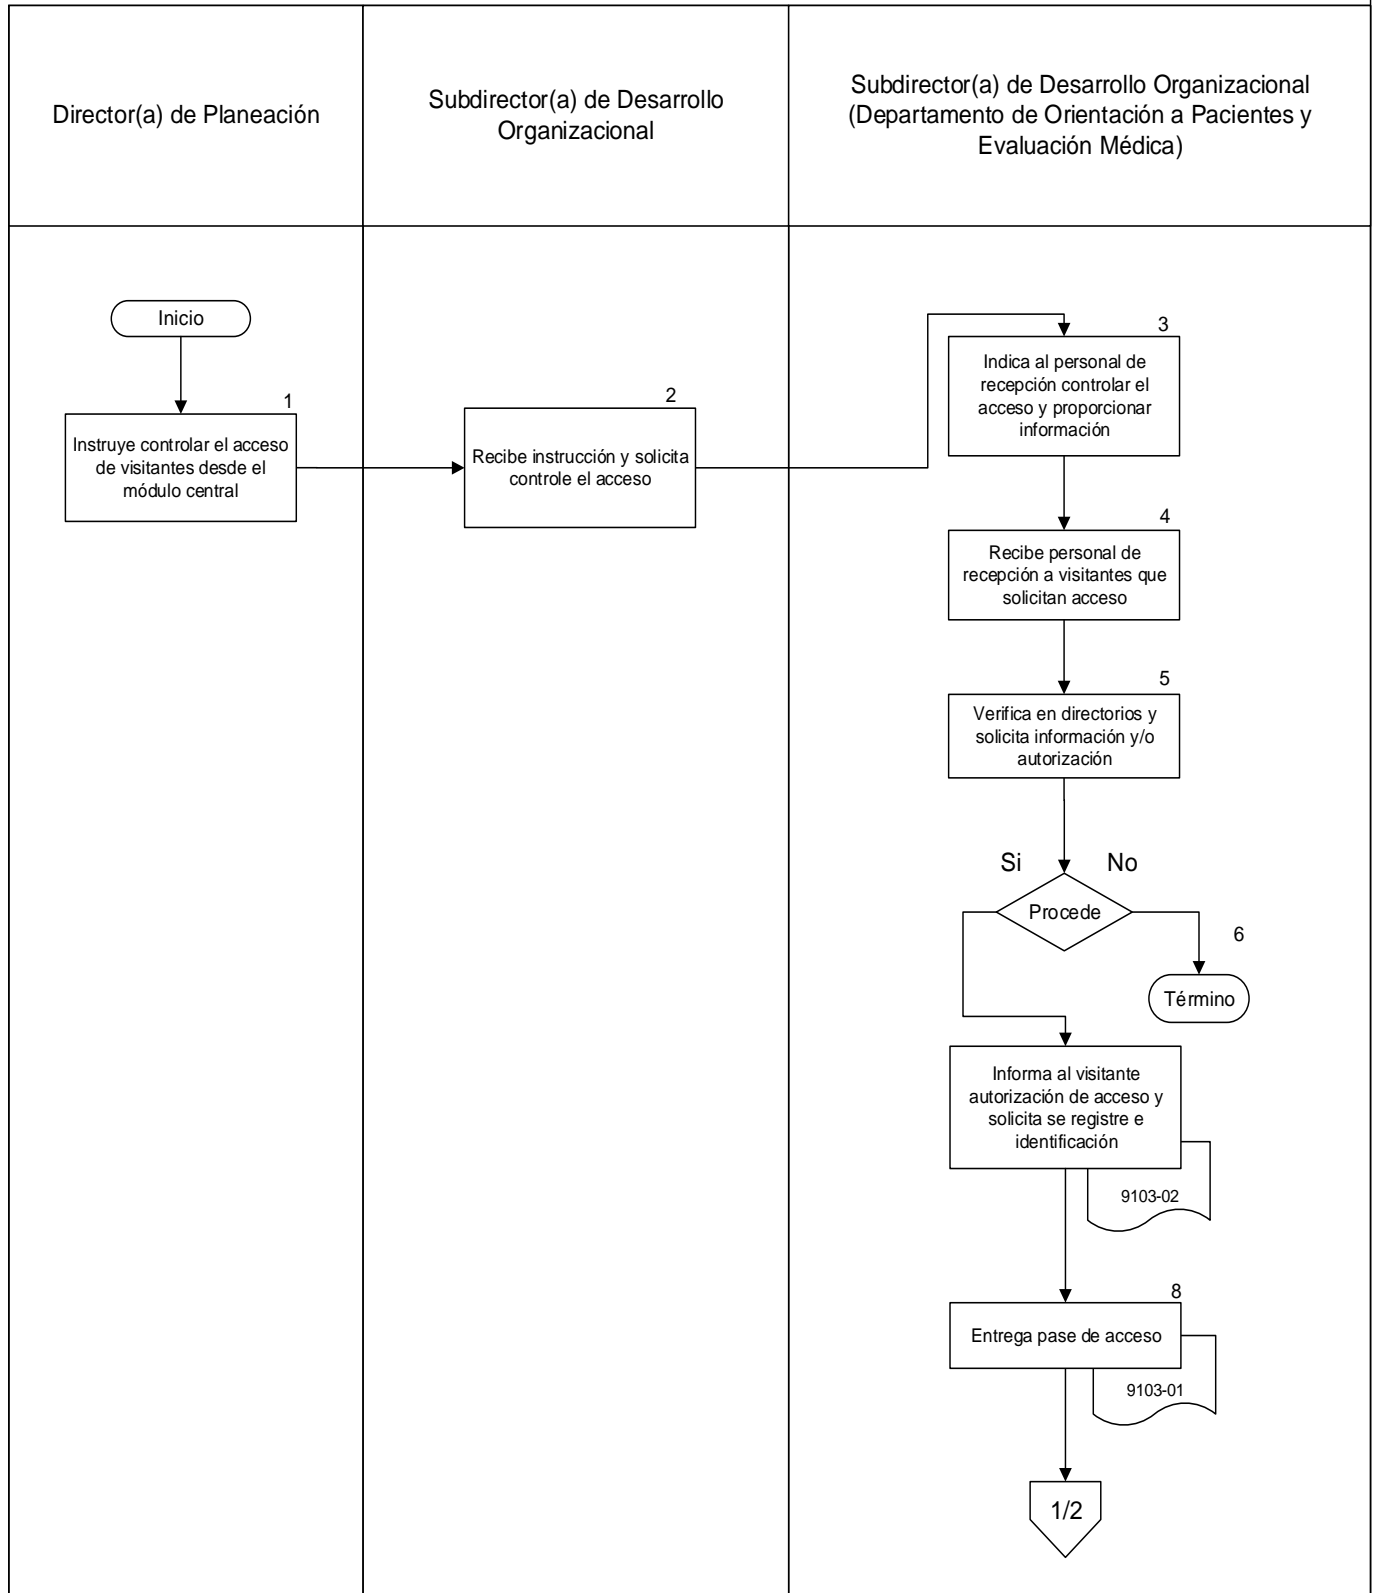 Director(a) de Planeación
Subdirector(a) de Desarrollo
Organizacional
Subdirector(a) de Desarrollo Organizacional
(Departamento de Orientación a Pacientes y
Evaluación Médica)
Inicio
1
Instruye controlar el acceso
de visitantes desde el
módulo central
2
Recibe instrucción y solicita
controle el acceso
3
Indica al personal de
recepción controlar el
acceso y proporcionar
información
4
Recibe personal de
recepción a visitantes que
solicitan acceso
5
Verifica en directorios y
solicita información y/o
autorización
Si
No
Procede
6
Término
Informa al visitante
autorización de acceso y
solicita se registre e
identificación
9103-02
8
Entrega pase de acceso
9103-01
1/2